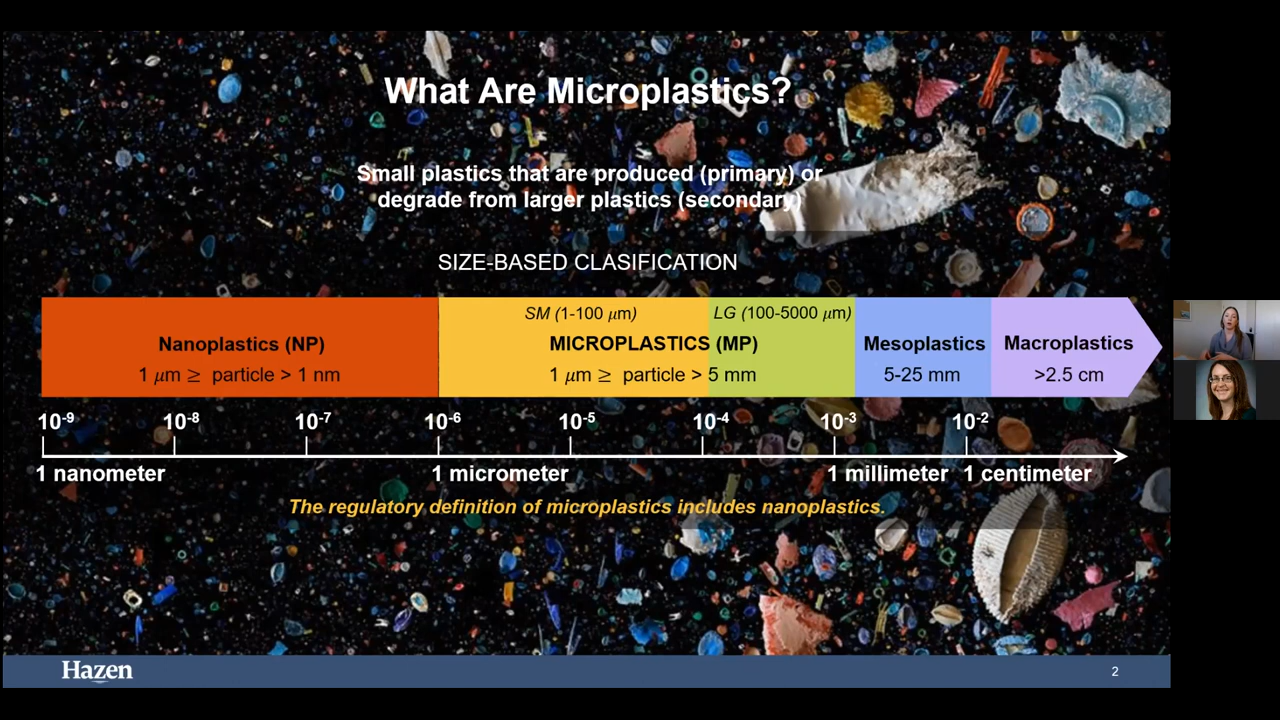 What Are Microplastics?
Small plastics that are produced (primary) or
degrade from larger plastics (secondary)
SIZE-BASED CLASIFICATION
SM (1-100 μm)
LG (100-5000 μm)
Nanoplastics (NP)
MICROPLASTICS (MP)
Mesoplastics
Macroplastics
1 μm ≥ particle > 1 nm
1 μm ≥ particle > 5 mm
5-25 mm
>2.5 cm
10⁻⁹ 10⁻⁸ 10⁻⁷ 10⁻⁶ 10⁻⁵ 10⁻⁴ 10⁻³ 10⁻²
1 nanometer 1 micrometer 1 millimeter 1 centimeter
The regulatory definition of microplastics includes nanoplastics.
Hazen
2